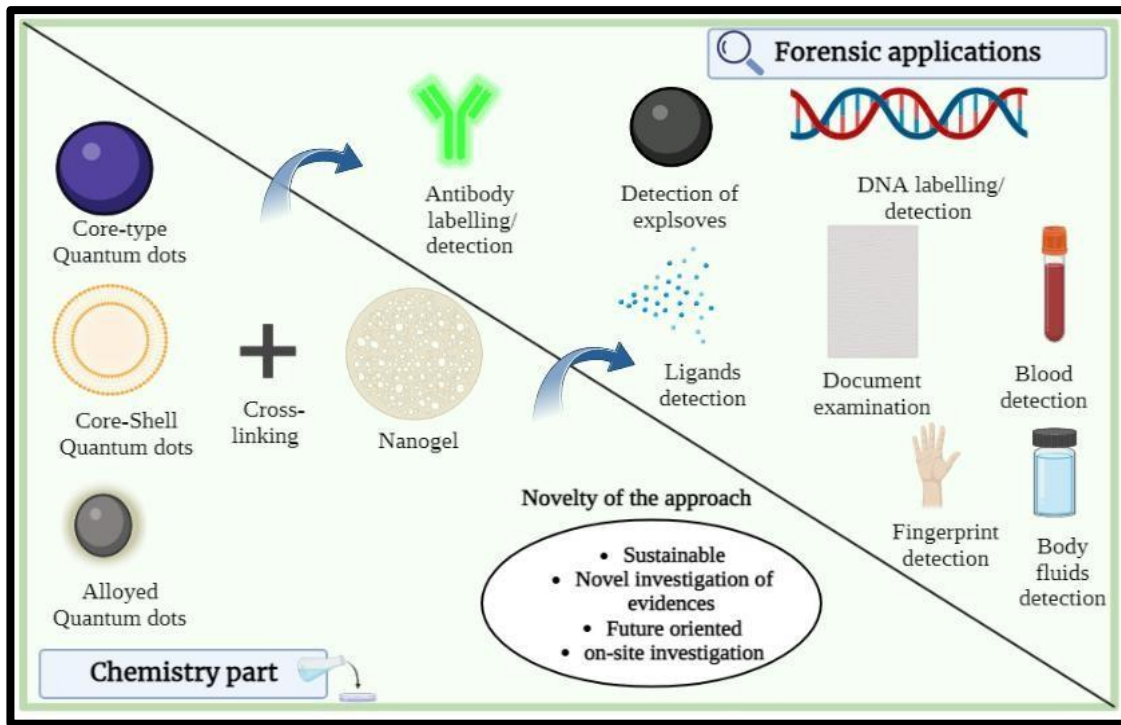 Forensic applications
Antibody
labelling/
detection
Detection of
explsoves
DNA labelling/
detection
Core-type
Quantum dots
Ligands
detection
Document
examination
Blood
detection
Core-Shell
Quantum dots
Cross-
linking
Nanogel
Fingerprint
detection
Body
fluids
detection
Alloyed
Quantum dots
Novelty of the approach
• Sustainable
• Novel investigation of
evidences
• Future oriented
• on-site investigation
Chemistry part